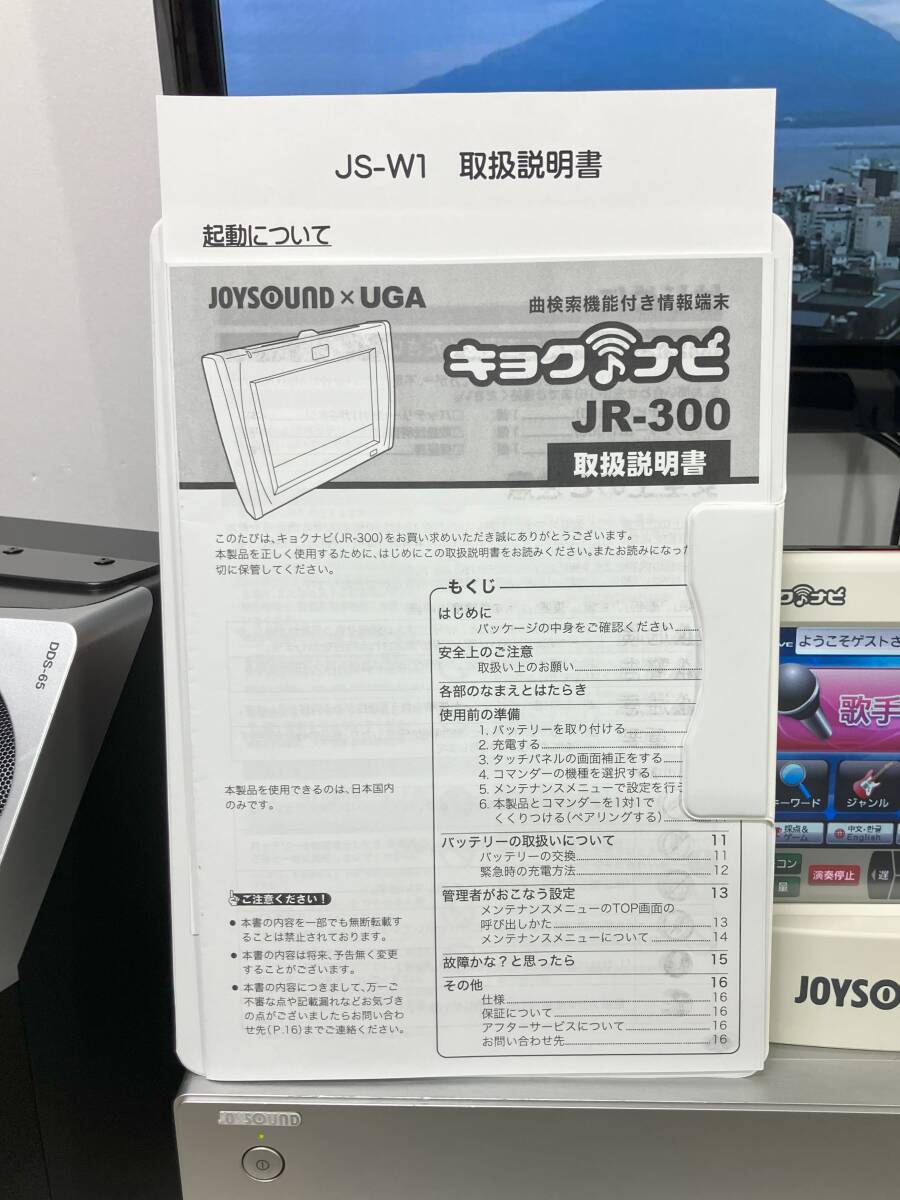 JS-W1 取扱説明書
起動について
JOYSOUND×UGA
曲検索機能付き情報端末
キョクナビ
JR-300
取扱説明書
このたびは、キョクナビ(JR-300)をお買い求めいただき誠にありがとうございます。
本製品を正しく使用するために、はじめにこの取扱説明書をお読みください。またお読みになった
切に保管してください。
もくじ
はじめに
パッケージの中身をご確認ください
安全上のご注意
取扱い上のお願い
各部のなまえとはたらき
使用前の準備
1. バッテリーを取り付ける
2. 充電する
3. タッチパネルの画面補正をする
4. コマンダーの機種を選択する
5. メンテナンスメニューで設定を行う
6. 本製品とコマンダーを1対1で
くくりつける(ペアリングする)
バッテリーの取扱いについて 11
バッテリーの交換 11
緊急時の充電方法 12
管理者がおこなう設定 13
メンテナンスメニューのTOP画面の
呼び出しかた 13
メンテナンスメニューについて 14
故障かな?と思ったら 15
その他 16
仕様 16
保証について 16
アフターサービスについて 16
お問い合わせ先 16
本製品を使用できるのは、日本国内
のみです。
ご注意ください!
● 本書の内容を一部でも無断転載す
ることは禁止されております。
● 本書の内容は将来、予告無く変更
することがございます。
● 本書の内容につきまして、万一ご
不審な点や記載漏れなどお気づき
の点がございましたらお問い合わ
せ先(P.16)までご連絡ください。
DDS-65
クナビ
ようこそゲストさ
歌手
キーワード
ジャンル
採点&
ゲーム
中文・한글
English
コン
量
演奏停止
遅
JOYSO
JOYSOUND